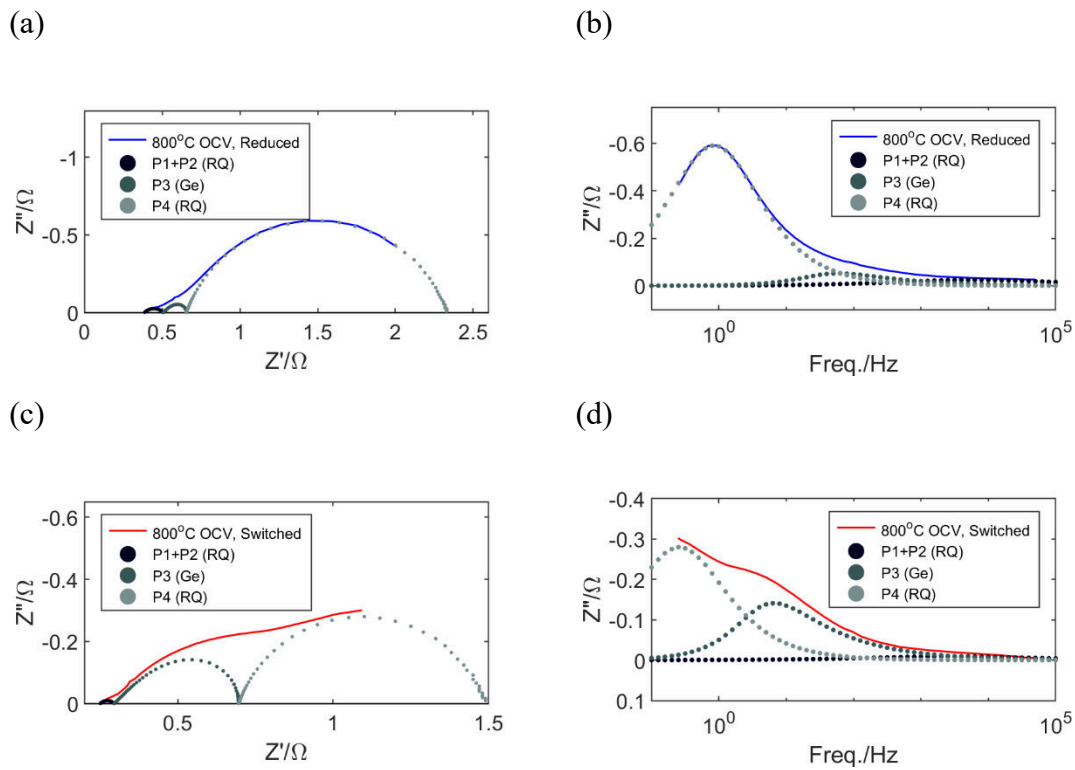 (a)
-1
-0.5
0
Z''/Ω
800°C OCV, Reduced
P1+P2 (RQ)
P3 (Ge)
P4 (RQ)
0 0.5 1 1.5 2 2.5
Z'/Ω
(b)
-0.6
-0.4
-0.2
0
Z''/Ω
800°C OCV, Reduced
P1+P2 (RQ)
P3 (Ge)
P4 (RQ)
10^0 10^5
Freq./Hz
(c)
-0.6
-0.4
-0.2
0
Z''/Ω
800°C OCV, Switched
P1+P2 (RQ)
P3 (Ge)
P4 (RQ)
0.5 1 1.5
Z'/Ω
(d)
-0.4
-0.3
-0.2
-0.1
0
0.1
Z''/Ω
800°C OCV, Switched
P1+P2 (RQ)
P3 (Ge)
P4 (RQ)
10^0 10^5
Freq./Hz